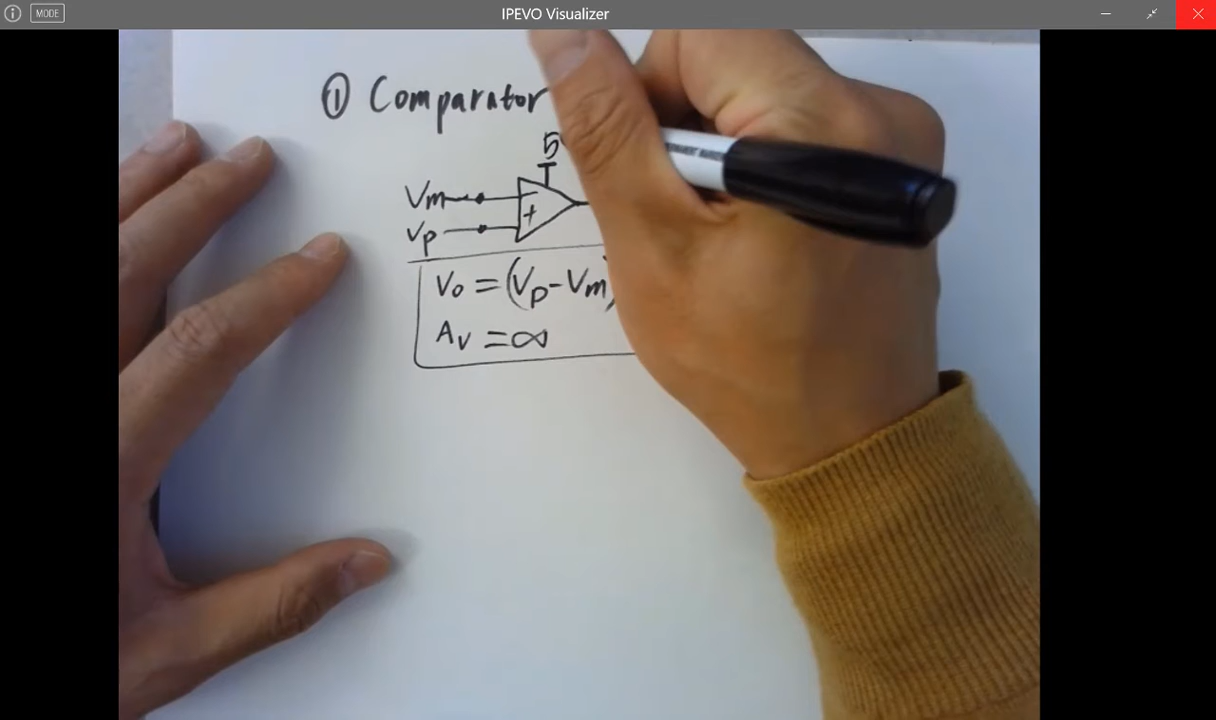 MODE
IPEVO Visualizer
① Comparator
5
Vm
Vp
+
Vo = (Vp-Vm)
Av = ∞